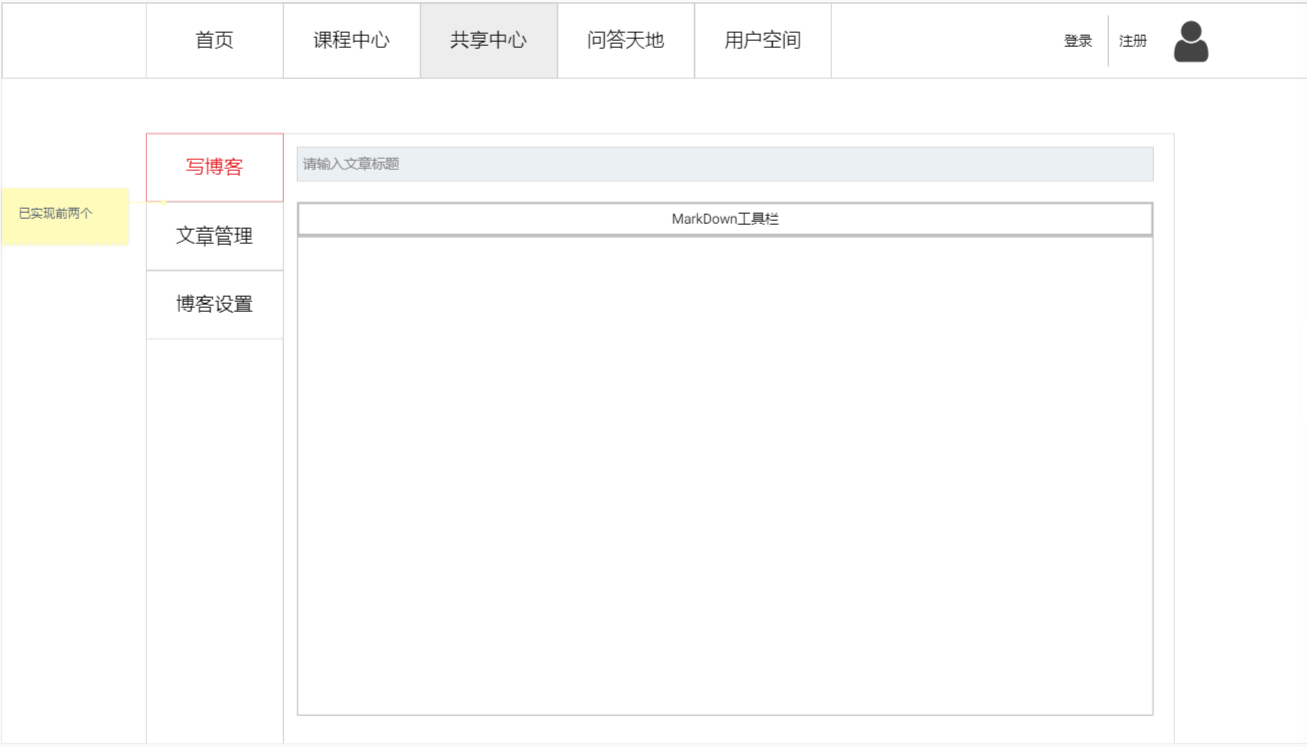 首页
课程中心
共享中心
问答天地
用户空间
登录
注册
写博客
请输入文章标题
已实现前两个
MarkDown工具栏
文章管理
博客设置